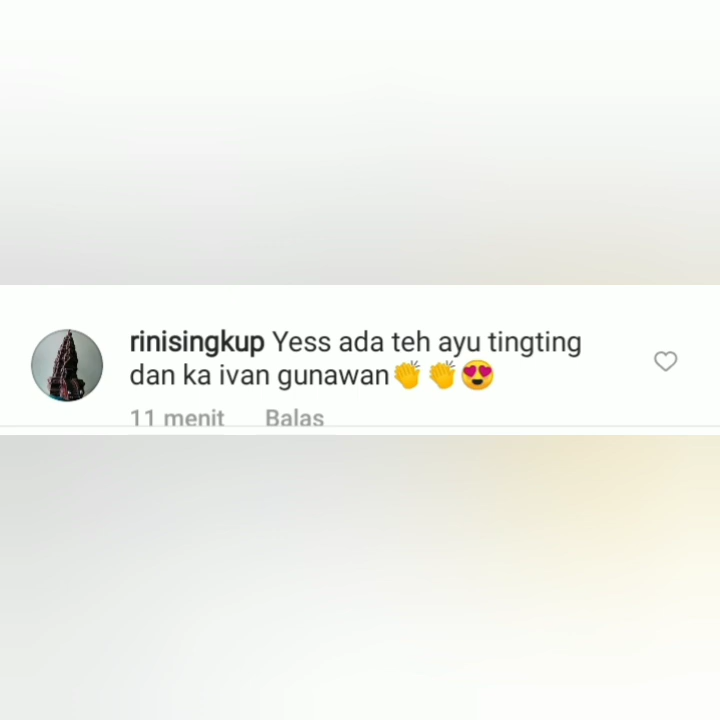 rinisingkup Yess ada teh ayu tingting
dan ka ivan gunawan👏👏😍
11 menit Balas